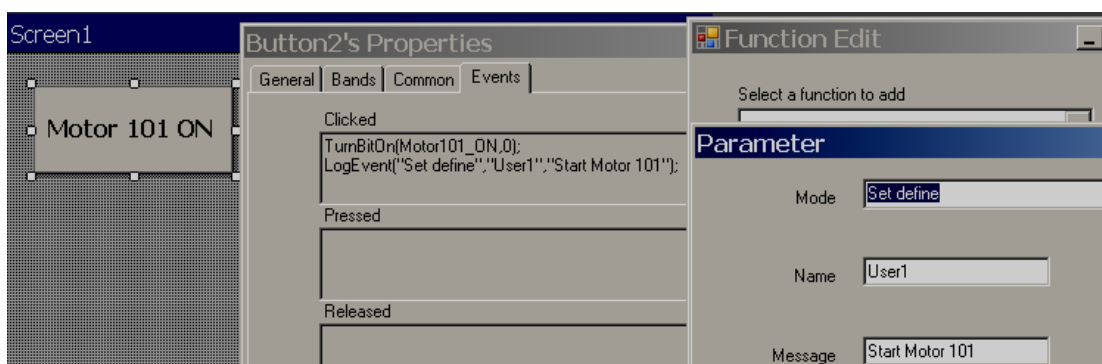 Screen1
Motor 101 ON
Button2's Properties
General Bands Common Events
Clicked
TurnBitOn(Motor101_ON,0);
LogEvent("Set define","User1","Start Motor 101");
Pressed
Released
Function Edit
Select a function to add
Parameter
Mode Set define
Name User1
Message Start Motor 101